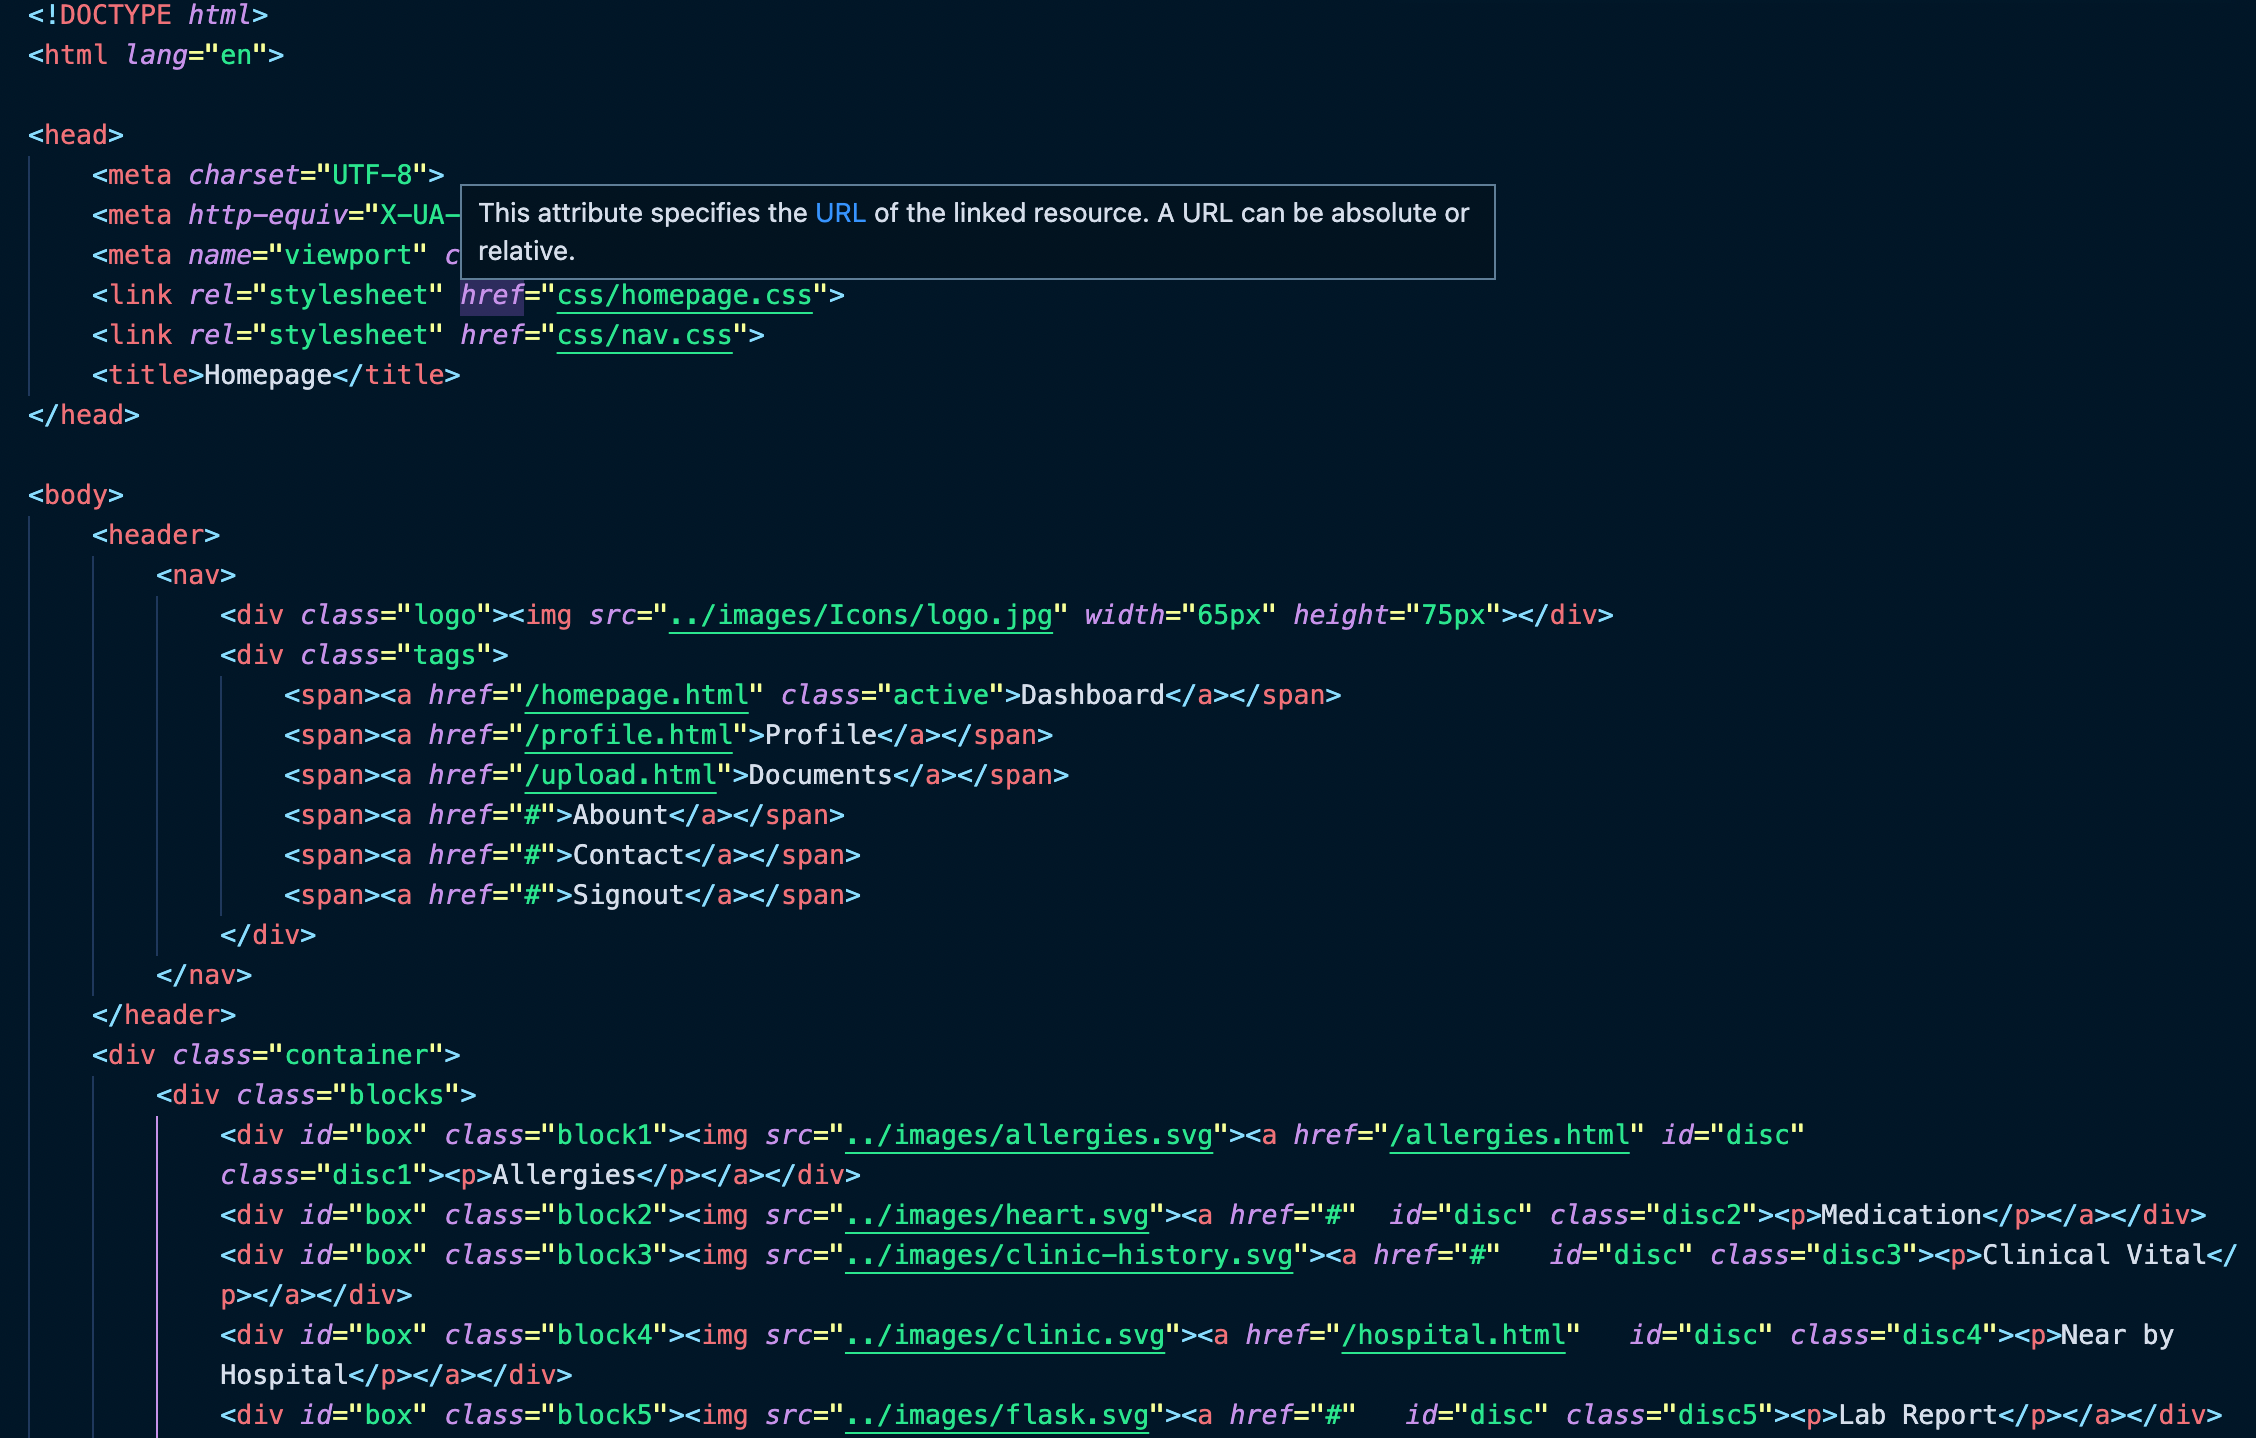 <!DOCTYPE html>
<html lang="en">
<head>
<meta charset="UTF-8">
<meta http-equiv="X-UA-
This attribute specifies the URL of the linked resource. A URL can be absolute or
relative.
<meta name="viewport" c
<link rel="stylesheet" href="css/homepage.css">
<link rel="stylesheet" href="css/nav.css">
<title>Homepage</title>
</head>
<body>
<header>
<nav>
<div class="logo"><img src="../images/Icons/logo.jpg" width="65px" height="75px"></div>
<div class="tags">
<span><a href="/homepage.html" class="active">Dashboard</a></span>
<span><a href="/profile.html">Profile</a></span>
<span><a href="/upload.html">Documents</a></span>
<span><a href="#">Abount</a></span>
<span><a href="#">Contact</a></span>
<span><a href="#">Signout</a></span>
</div>
</nav>
</header>
<div class="container">
<div class="blocks">
<div id="box" class="block1"><img src="../images/allergies.svg"><a href="/allergies.html" id="disc"
class="disc1"><p>Allergies</p></a></div>
<div id="box" class="block2"><img src="../images/heart.svg"><a href="#"  id="disc" class="disc2"><p>Medication</p></a></div>
<div id="box" class="block3"><img src="../images/clinic-history.svg"><a href="#"   id="disc" class="disc3"><p>Clinical Vital</
p></a></div>
<div id="box" class="block4"><img src="../images/clinic.svg"><a href="/hospital.html"   id="disc" class="disc4"><p>Near by
Hospital</p></a></div>
<div id="box" class="block5"><img src="../images/flask.svg"><a href="#"   id="disc" class="disc5"><p>Lab Report</p></a></div>